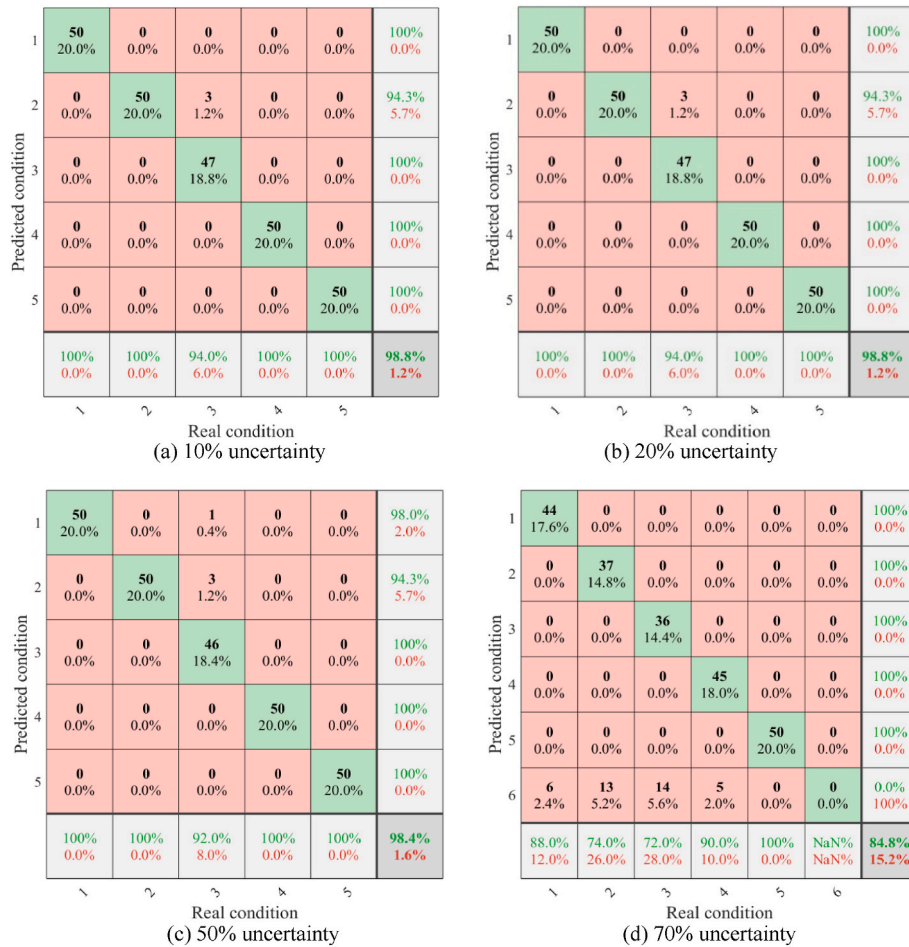 1 50 0 0 0 0 100%
20.0% 0.0% 0.0% 0.0% 0.0% 0.0%
2 0 50 3 0 0 94.3%
0.0% 20.0% 1.2% 0.0% 0.0% 5.7%
3 0 0 47 0 0 100%
0.0% 0.0% 18.8% 0.0% 0.0% 0.0%
4 0 0 0 50 0 100%
0.0% 0.0% 0.0% 20.0% 0.0% 0.0%
5 0 0 0 0 50 100%
0.0% 0.0% 0.0% 0.0% 20.0% 0.0%
100% 100% 94.0% 100% 100% 98.8%
0.0% 0.0% 6.0% 0.0% 0.0% 1.2%
1 2 3 4 5
Predicted condition
Real condition
(a) 10% uncertainty
1 50 0 0 0 0 100%
20.0% 0.0% 0.0% 0.0% 0.0% 0.0%
2 0 50 3 0 0 94.3%
0.0% 20.0% 1.2% 0.0% 0.0% 5.7%
3 0 0 47 0 0 100%
0.0% 0.0% 18.8% 0.0% 0.0% 0.0%
4 0 0 0 50 0 100%
0.0% 0.0% 0.0% 20.0% 0.0% 0.0%
5 0 0 0 0 50 100%
0.0% 0.0% 0.0% 0.0% 20.0% 0.0%
100% 100% 94.0% 100% 100% 98.8%
0.0% 0.0% 6.0% 0.0% 0.0% 1.2%
1 2 3 4 5
Predicted condition
Real condition
(b) 20% uncertainty
1 50 0 1 0 0 98.0%
20.0% 0.0% 0.4% 0.0% 0.0% 2.0%
2 0 50 3 0 0 94.3%
0.0% 20.0% 1.2% 0.0% 0.0% 5.7%
3 0 0 46 0 0 100%
0.0% 0.0% 18.4% 0.0% 0.0% 0.0%
4 0 0 0 50 0 100%
0.0% 0.0% 0.0% 20.0% 0.0% 0.0%
5 0 0 0 0 50 100%
0.0% 0.0% 0.0% 0.0% 20.0% 0.0%
100% 100% 92.0% 100% 100% 98.4%
0.0% 0.0% 8.0% 0.0% 0.0% 1.6%
1 2 3 4 5
Predicted condition
Real condition
(c) 50% uncertainty
1 44 0 0 0 0 0 100%
17.6% 0.0% 0.0% 0.0% 0.0% 0.0% 0.0%
2 0 37 0 0 0 0 100%
0.0% 14.8% 0.0% 0.0% 0.0% 0.0% 0.0%
3 0 0 36 0 0 0 100%
0.0% 0.0% 14.4% 0.0% 0.0% 0.0% 0.0%
4 0 0 0 45 0 0 100%
0.0% 0.0% 0.0% 18.0% 0.0% 0.0% 0.0%
5 0 0 0 0 50 0 100%
0.0% 0.0% 0.0% 0.0% 20.0% 0.0% 0.0%
6 6 13 14 5 0 0 0.0%
2.4% 5.2% 5.6% 2.0% 0.0% 0.0% 100%
88.0% 74.0% 72.0% 90.0% 100% NaN% 84.8%
12.0% 26.0% 28.0% 10.0% 0.0% NaN% 15.2%
1 2 3 4 5 6
Predicted condition
Real condition
(d) 70% uncertainty